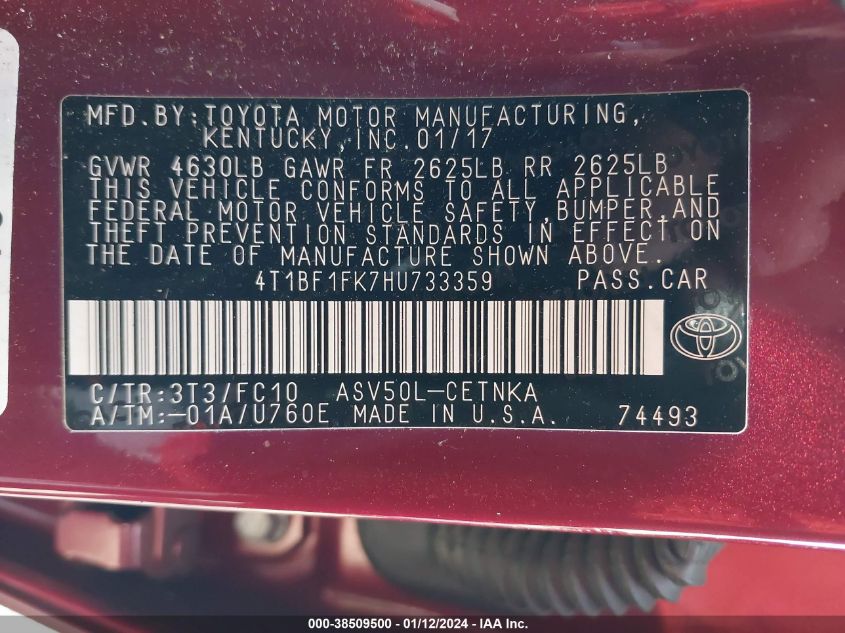 MFD.BY:TOYOTA MOTOR MANUFACTURING,
KENTUCKY,INC.01/17
GVWR 4630LB GAWR FR 2625LB RR 2625LB
THIS VEHICLE CONFORMS TO ALL APPLICABLE
FEDERAL MOTOR VEHICLE SAFETY,BUMPER,AND
THEFT PREVENTION STANDARDS IN EFFECT ON
THE DATE OF MANUFACTURE SHOWN ABOVE.
4T1BF1FK7HU733359 PASS.CAR
C/TR:3T3/FC10 ASV50L-CETNKA
A/TM:-01A/U760E MADE IN U.S.A. 74493
000-38509500 - 01/12/2024 - IAA Inc.